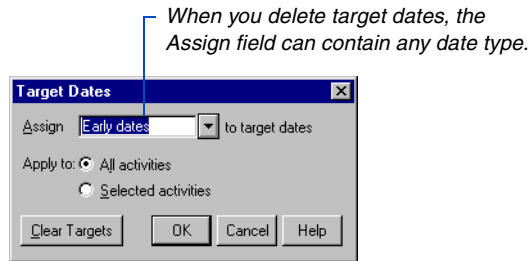 When you delete target dates, the
Assign field can contain any date type.
Target Dates
Assign Early dates to target dates
Apply to: All activities
Selected activities
Clear Targets OK Cancel Help